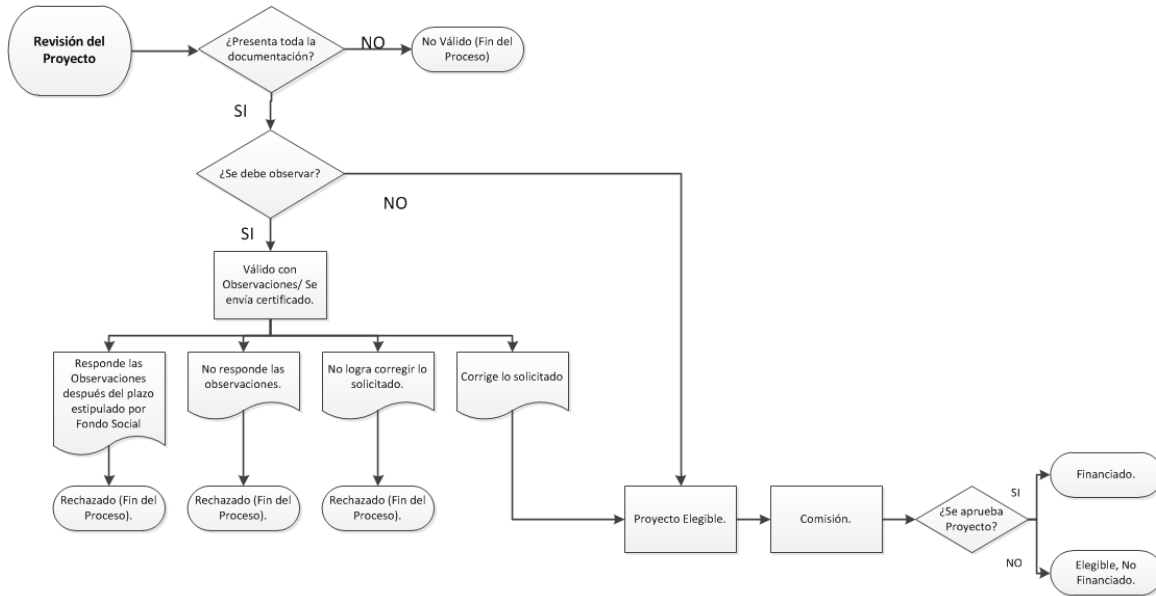 Revisión del
Proyecto
¿Presenta toda la
documentación?
NO
No Válido (Fin del
Proceso)
SI
¿Se debe observar?
NO
SI
Válido con
Observaciones/ Se
envía certificado.
Responde las
Observaciones
después del plazo
estipulado por
Fondo Social
No responde las
observaciones.
No logra corregir lo
solicitado.
Corrige lo solicitado
Rechazado (Fin del
Proceso).
Rechazado (Fin del
Proceso).
Rechazado (Fin del
Proceso).
Proyecto Elegible.
Comisión.
¿Se aprueba
Proyecto?
SI
Financiado.
NO
Elegible, No
Financiado.